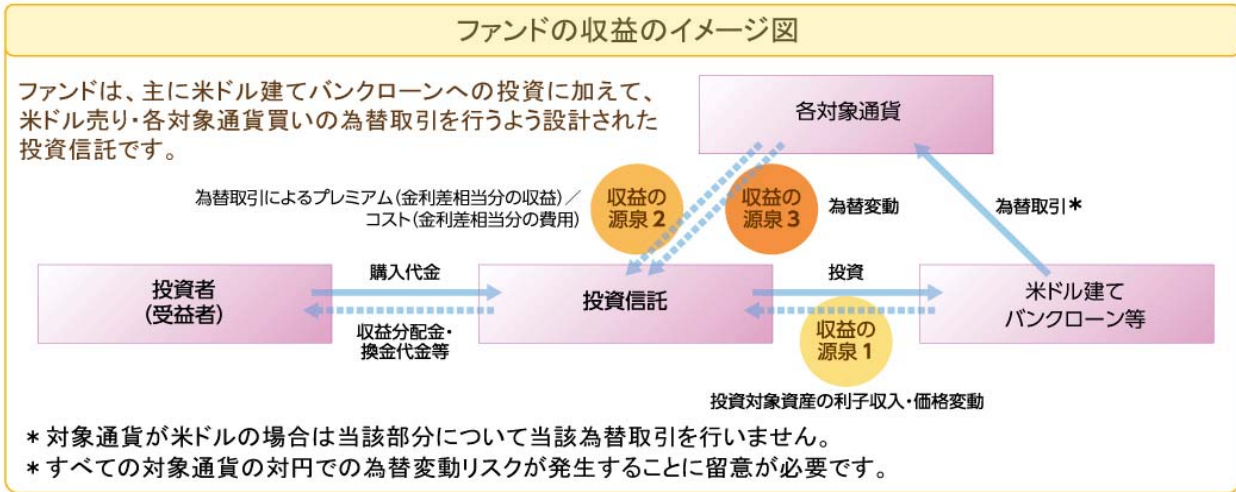 ファンドの収益のイメージ図
ファンドは、主に米ドル建てバンクローンへの投資に加えて、
米ドル売り・各対象通貨買いの為替取引を行うよう設計された
投資信託です。
各対象通貨
為替取引によるプレミアム(金利差相当分の収益)/
コスト(金利差相当分の費用)
収益の
源泉2
収益の
源泉3
為替変動
為替取引*
投資者
(受益者)
購入代金
収益分配金・
換金代金等
投資信託
投資
収益の
源泉1
米ドル建て
バンクローン等
投資対象資産の利子収入・価格変動
*対象通貨が米ドルの場合は当該部分について当該為替取引を行いません。
*すべての対象通貨の対円での為替変動リスクが発生することに留意が必要です。